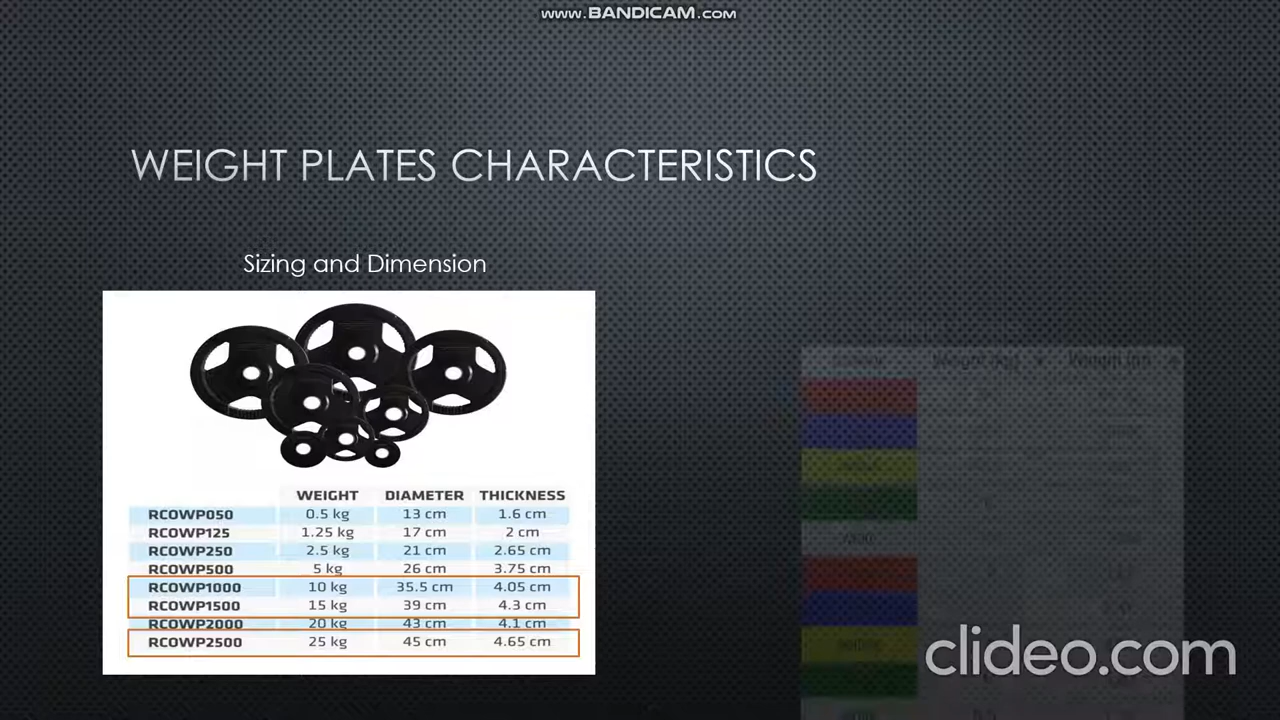 www.BANDICAM.com
WEIGHT PLATES CHARACTERISTICS
Sizing and Dimension
WEIGHT DIAMETER THICKNESS
RCOWP050 0.5 kg 13 cm 1.6 cm
RCOWP125 1.25 kg 17 cm 2 cm
RCOWP250 2.5 kg 21 cm 2.65 cm
RCOWP500 5 kg 26 cm 3.75 cm
RCOWP1000 10 kg 35.5 cm 4.05 cm
RCOWP1500 15 kg 39 cm 4.3 cm
RCOWP2000 20 kg 43 cm 4.1 cm
RCOWP2500 25 kg 45 cm 4.65 cm
clideo.com